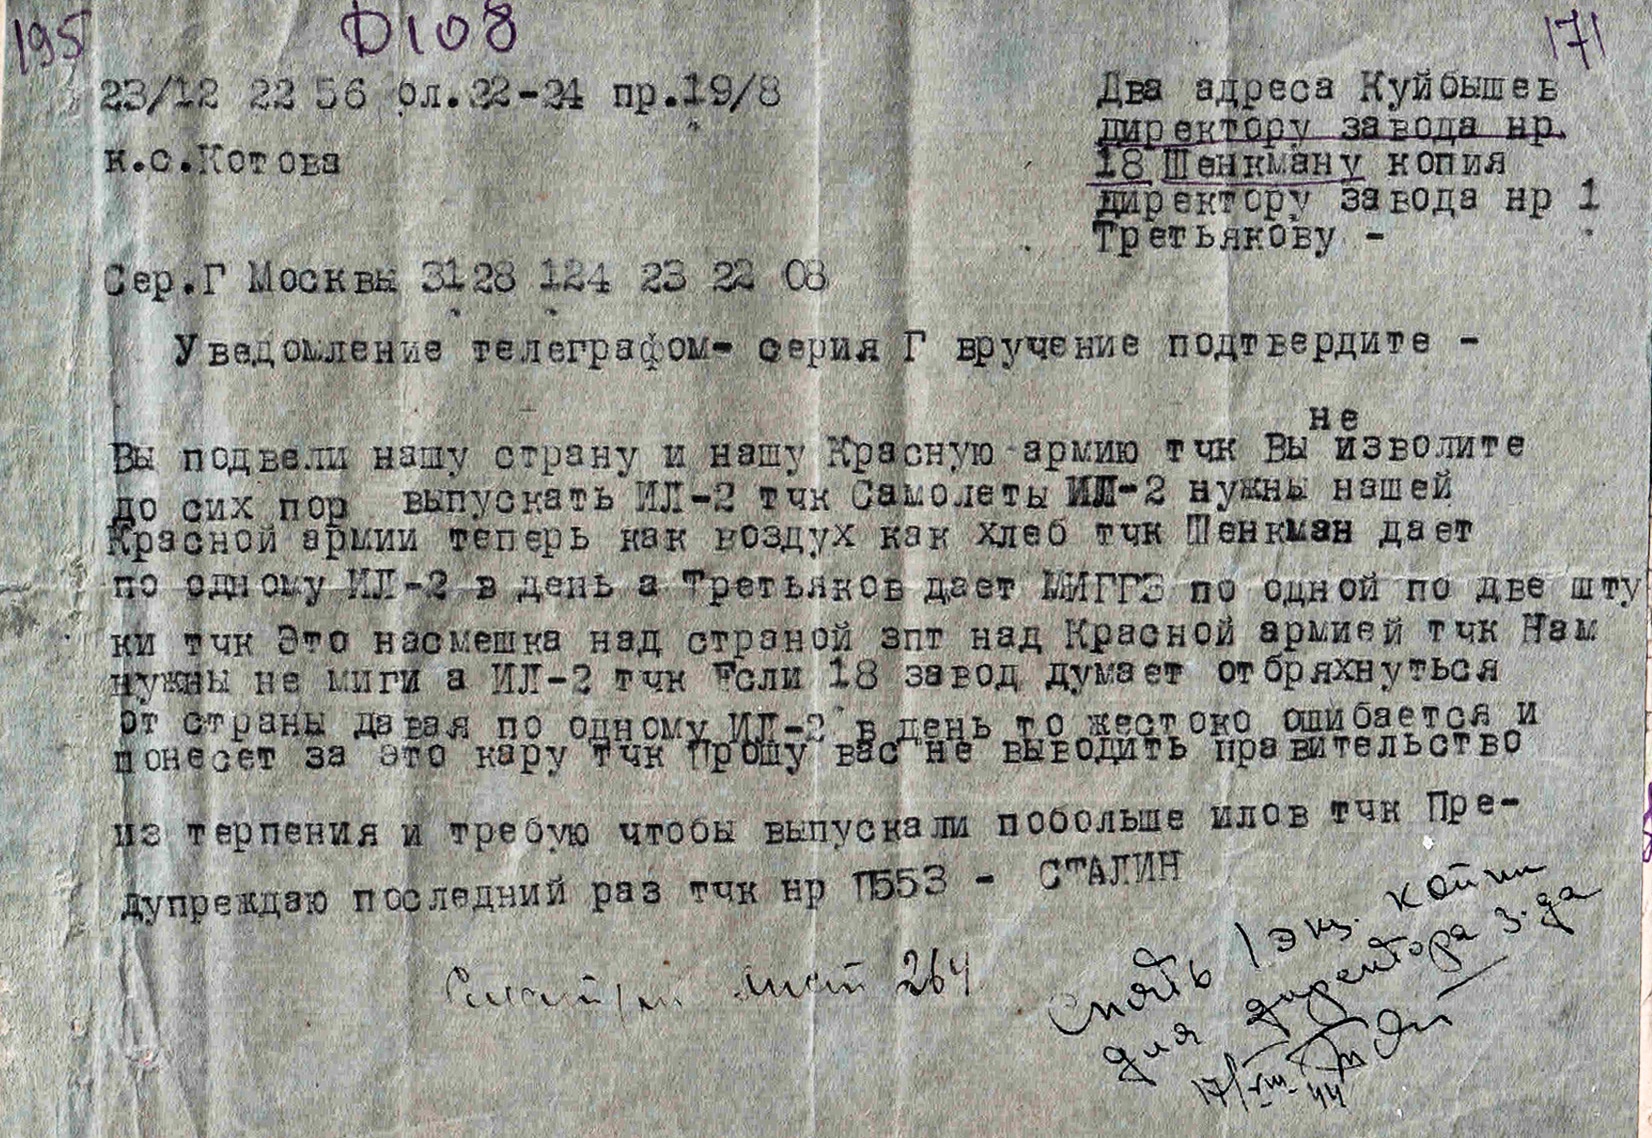 195
Ф108
171
23/12 22 56 бл.22-24 пр.19/8
Два адреса Куйбышев
директору завода нр.
к.с.Котова
18 Шенкману копия
директору завода нр 1
Третьякову -
Сер.Г Москвы 3128 124 23 22 08
Уведомление телеграфом- серия Г вручение подтвердите -
не
Вы подвели нашу страну и нашу Красную армию тчк Вы изволите
до сих пор выпускать ИЛ-2 тчк Самолеты ИЛ-2 нужны нашей
Красной армии теперь как воздух как хлеб тчк Шенкман дает
по одному ИЛ-2 в день а Третьяков дает МИГГЗ по одной по две шту
ки тчк Это насмешка над страной зпт над Красной армией тчк Нам
нужны не миги а ИЛ-2 тчк Если 18 завод думает отбряхнуться
от страны давая по одному ИЛ-2 в день то жестоко ошибается и
понесет за это кару тчк Прошу вас не выводить правительство
из терпения и требую чтобы выпускали побольше илов тчк Пре-
дупреждаю последний раз тчк нр П553 - СТАЛИН
лист 264
Снять 1 экз. копии
для директора з-да
17/VIII-44